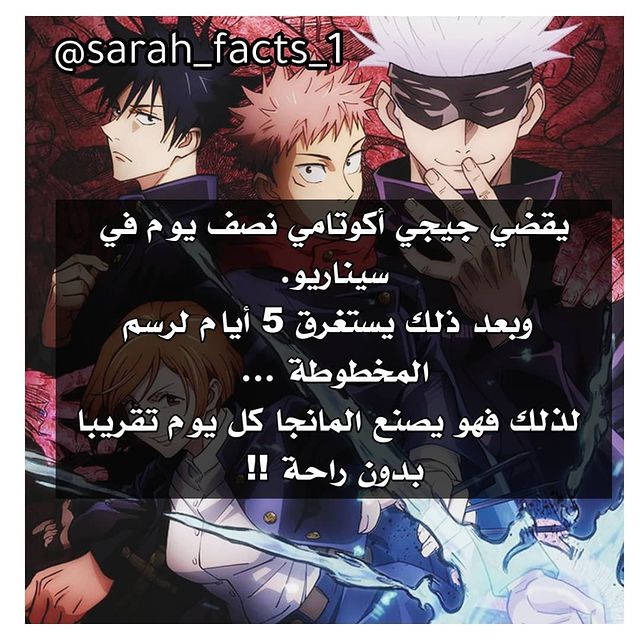 @sarah_facts_1
يقضي جيجي أكوتامي نصف يوم في
سيناريو.
وبعد ذلك يستغرق 5 أيام لرسم
المخطوطة ...
لذلك فهو يصنع المانجا كل يوم تقريبا
بدون راحة !!